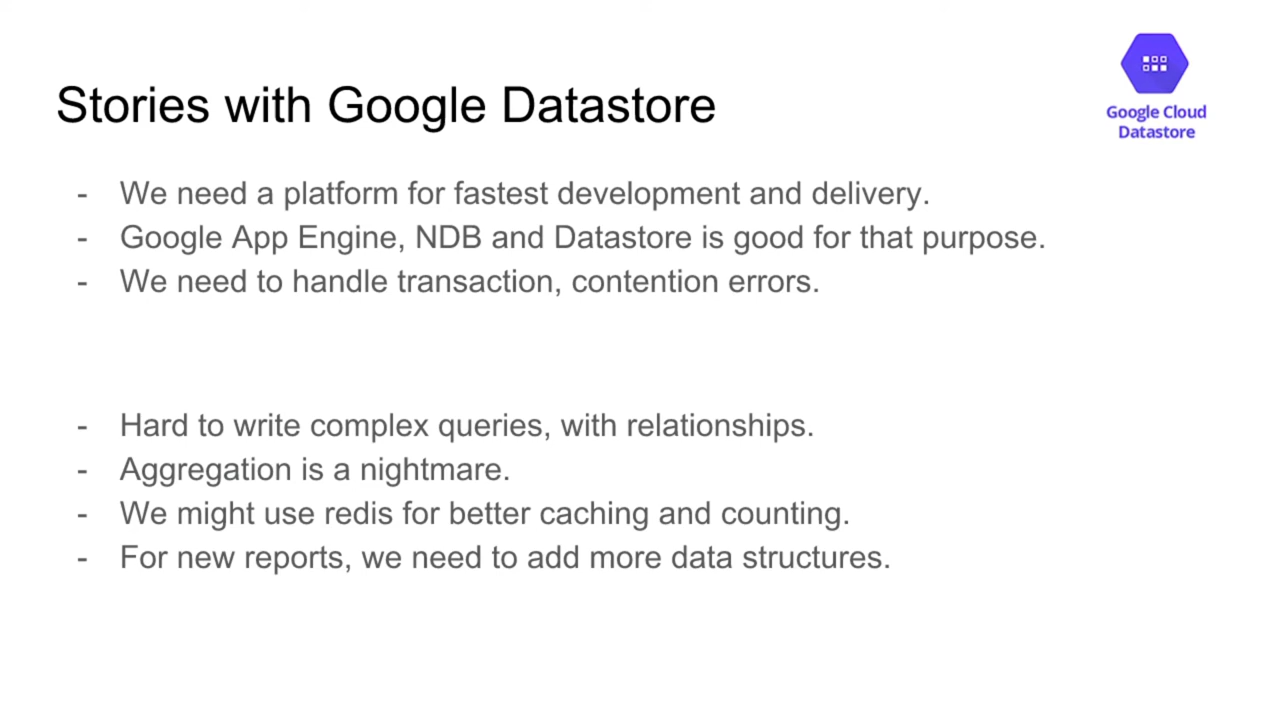 Google Cloud
Datastore
Stories with Google Datastore
- We need a platform for fastest development and delivery.
- Google App Engine, NDB and Datastore is good for that purpose.
- We need to handle transaction, contention errors.
- Hard to write complex queries, with relationships.
- Aggregation is a nightmare.
- We might use redis for better caching and counting.
- For new reports, we need to add more data structures.